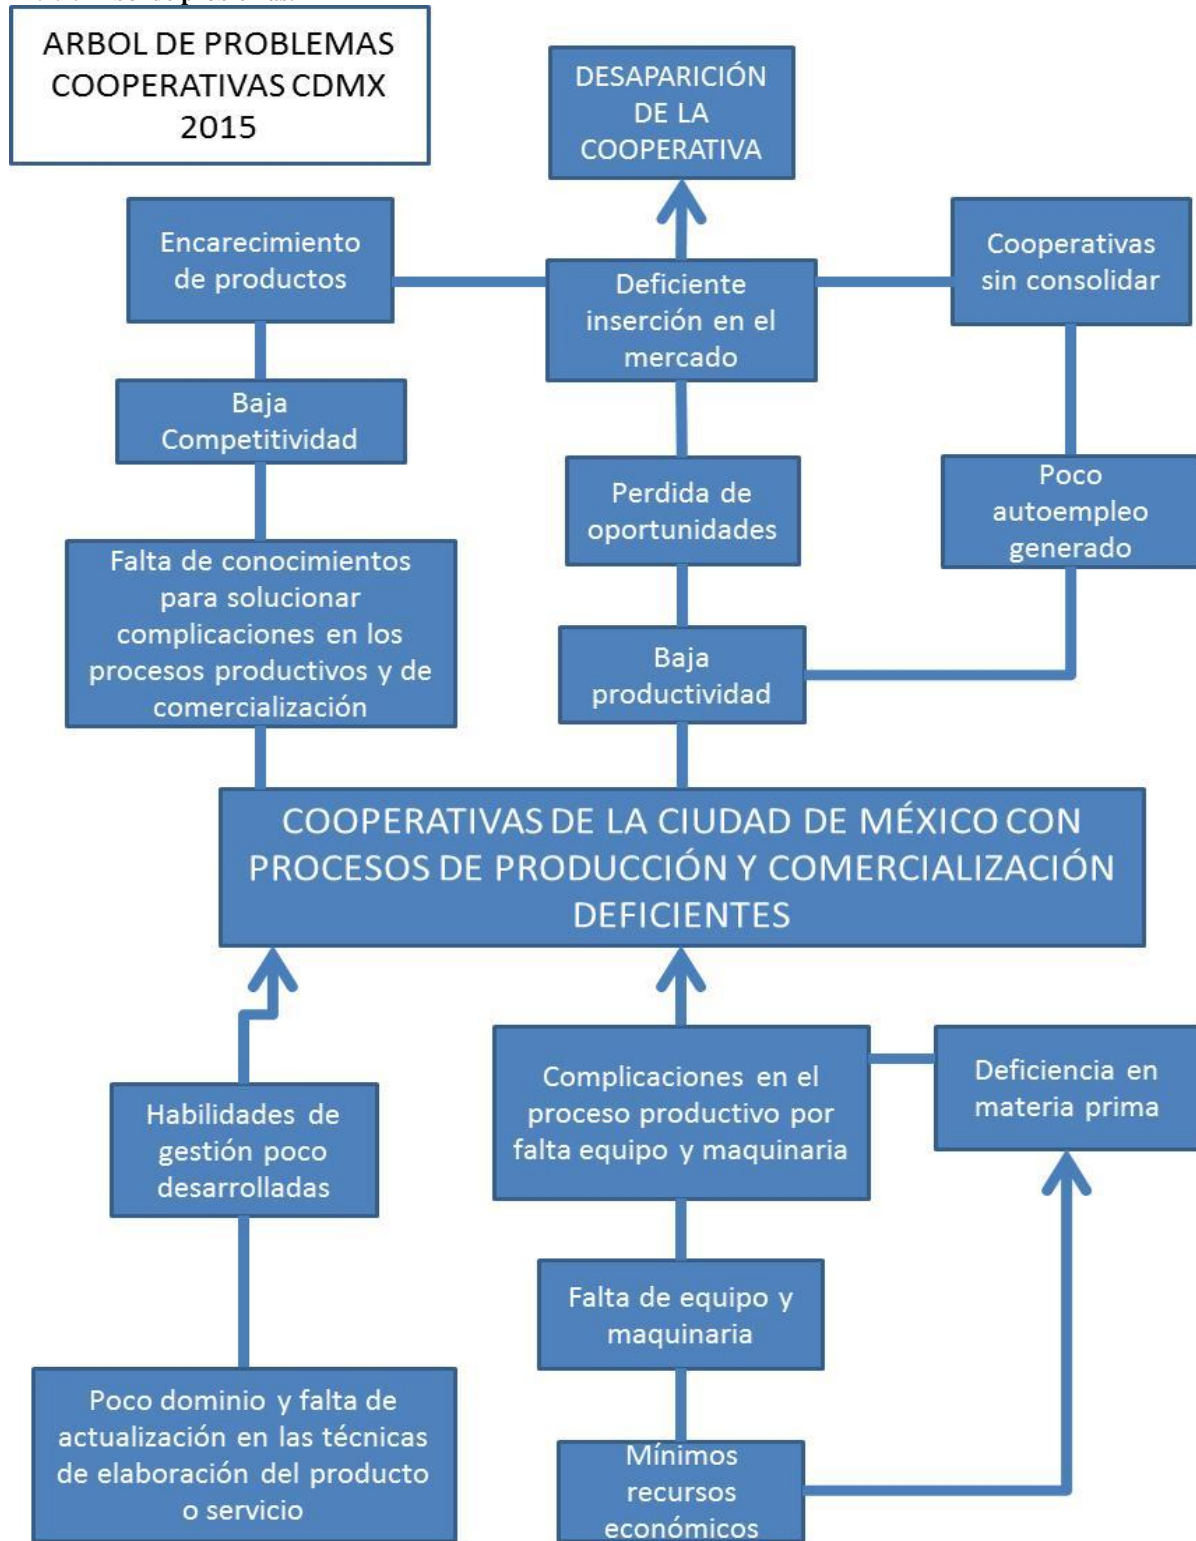 ARBOL DE PROBLEMAS
COOPERATIVAS CDMX
2015
DESAPARICIÓN
DE LA
COOPERATIVA
Encarecimiento
de productos
Deficiente
inserción en el
mercado
Cooperativas
sin consolidar
Baja
Competitividad
Perdida de
oportunidades
Poco
autoempleo
generado
Falta de conocimientos
para solucionar
complicaciones en los
procesos productivos y de
comercialización
Baja
productividad
COOPERATIVAS DE LA CIUDAD DE MÉXICO CON
PROCESOS DE PRODUCCIÓN Y COMERCIALIZACIÓN
DEFICIENTES
Habilidades de
gestión poco
desarrolladas
Complicaciones en el
proceso productivo por
falta equipo y maquinaria
Deficiencia en
materia prima
Falta de equipo y
maquinaria
Poco dominio y falta de
actualización en las técnicas
de elaboración del producto
o servicio
Mínimos
recursos
económicos